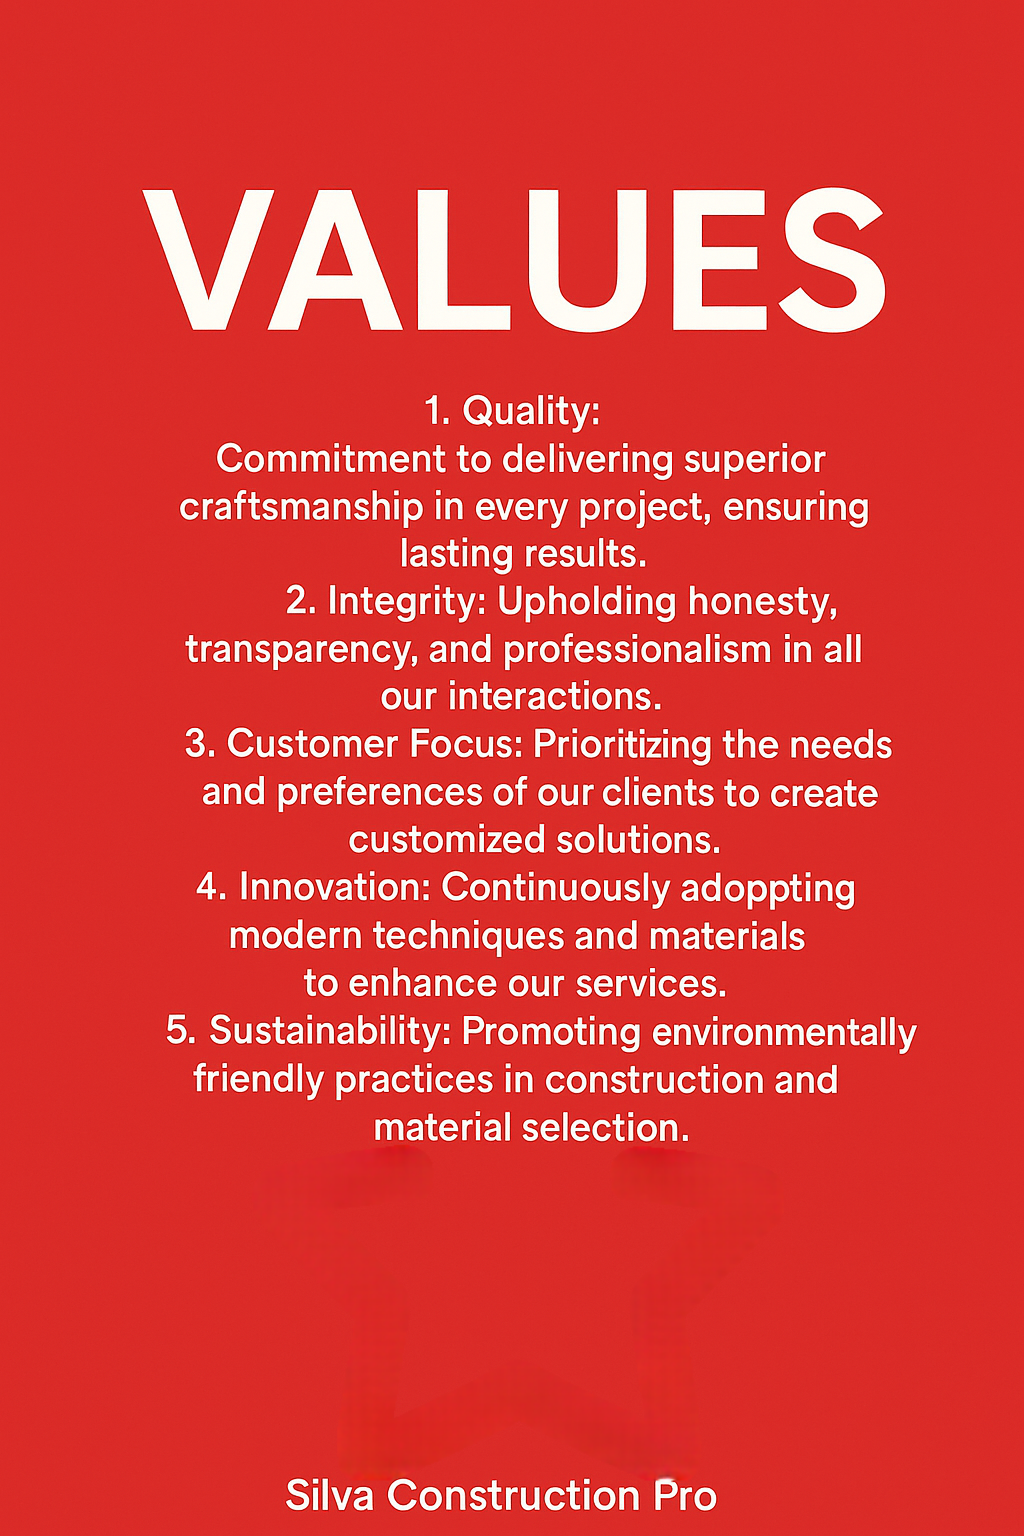 VALUES
1. Quality:
Commitment to delivering superior
craftsmanship in every project, ensuring
lasting results.
2. Integrity: Upholding honesty,
transparency, and professionalism in all
our interactions.
3. Customer Focus: Prioritizing the needs
and preferences of our clients to create
customized solutions.
4. Innovation: Continuously adoppting
modern techniques and materials
to enhance our services.
5. Sustainability: Promoting environmentally
friendly practices in construction and
material selection.
Silva Construction Pro